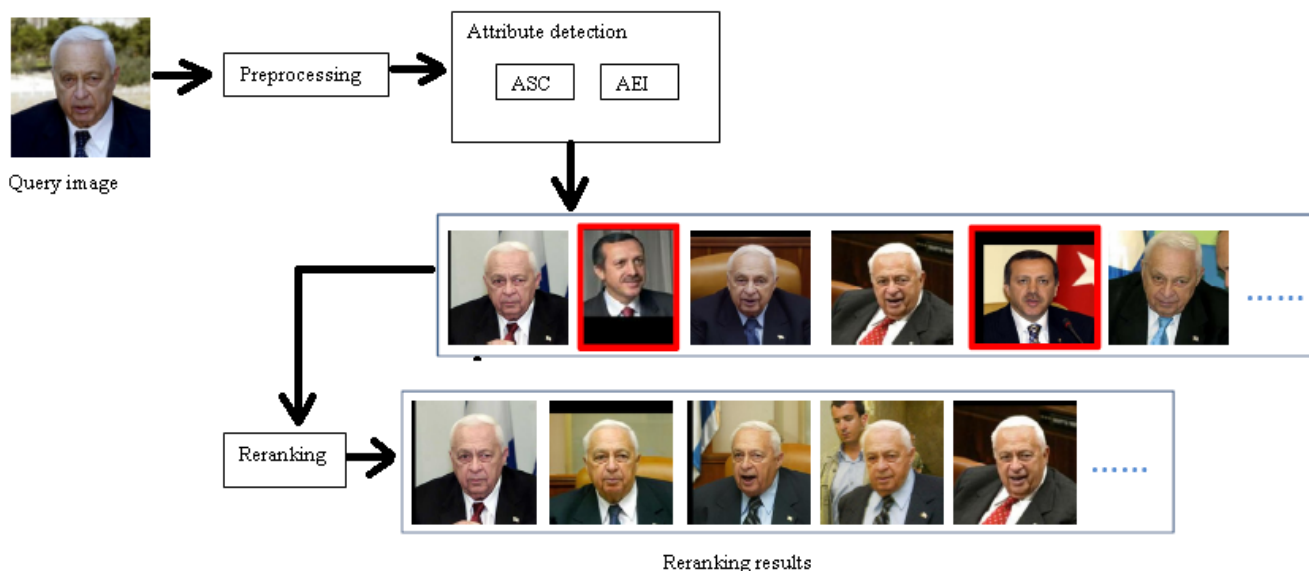 Query image
Preprocessing
Attribute detection
ASC
AEI
......
Reranking
......
Reranking results